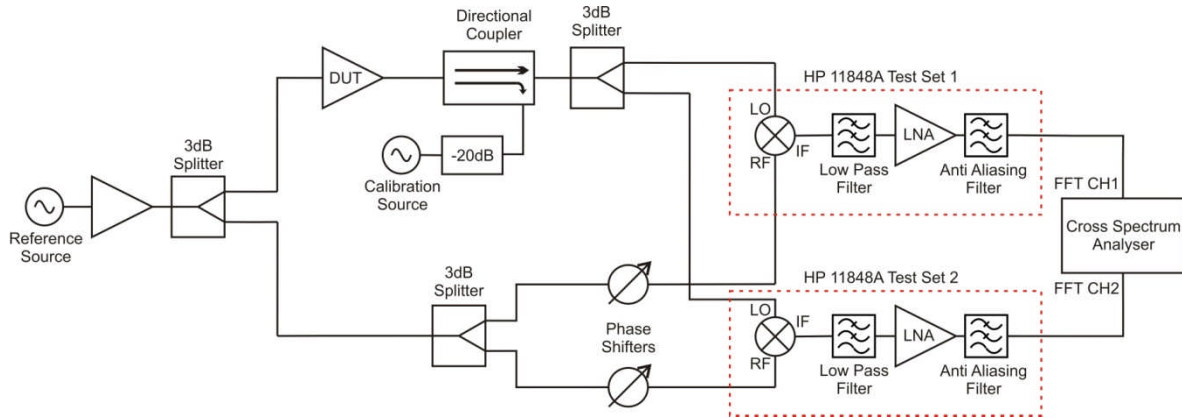 Directional
Coupler
3dB
Splitter
DUT
HP 11848A Test Set 1
LO
RF
IF
LNA
Low Pass
Filter
Anti Aliasing
Filter
3dB
Splitter
-20dB
Calibration
Source
Reference
Source
FFT CH1
Cross Spectrum
Analyser
FFT CH2
3dB
Splitter
Phase
Shifters
HP 11848A Test Set 2
LO
RF
IF
LNA
Low Pass
Filter
Anti Aliasing
Filter